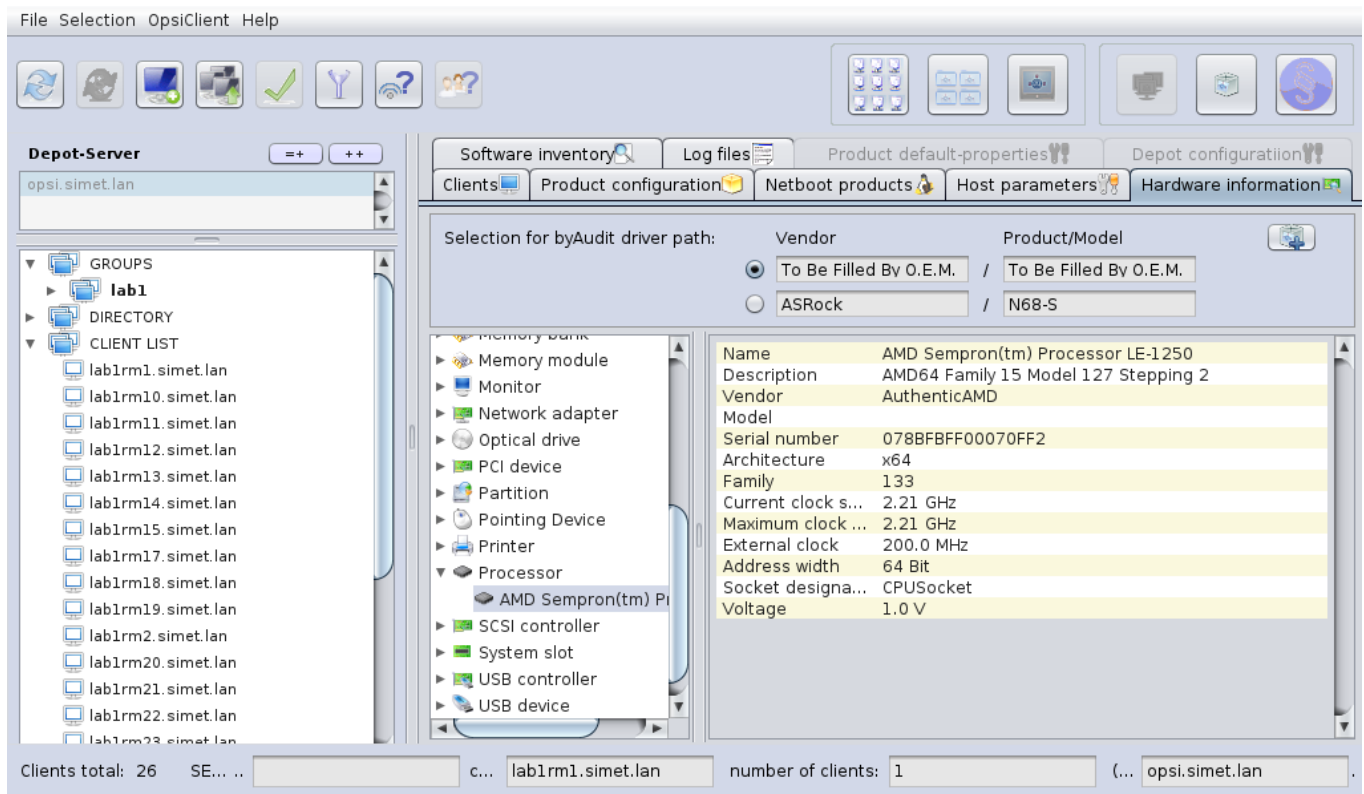 File Selection OpsiClient Help
Depot-Server =+ ++
opsi.simet.lan
GROUPS
lab1
DIRECTORY
CLIENT LIST
lab1rm1.simet.lan
lab1rm10.simet.lan
lab1rm11.simet.lan
lab1rm12.simet.lan
lab1rm13.simet.lan
lab1rm14.simet.lan
lab1rm15.simet.lan
lab1rm17.simet.lan
lab1rm18.simet.lan
lab1rm19.simet.lan
lab1rm2.simet.lan
lab1rm20.simet.lan
lab1rm21.simet.lan
lab1rm22.simet.lan
lab1rm23.simet.lan
Software inventory Log files Product default-properties Depot configuratiion
Clients Product configuration Netboot products Host parameters Hardware information
Selection for byAudit driver path: Vendor Product/Model
To Be Filled By O.E.M. / To Be Filled By O.E.M.
ASRock / N68-S
Memory bank
Memory module
Monitor
Network adapter
Optical drive
PCI device
Partition
Pointing Device
Printer
Processor
AMD Sempron(tm) Pr
SCSI controller
System slot
USB controller
USB device
Name AMD Sempron(tm) Processor LE-1250
Description AMD64 Family 15 Model 127 Stepping 2
Vendor AuthenticAMD
Model
Serial number 078BFBFF00070FF2
Architecture x64
Family 133
Current clock s... 2.21 GHz
Maximum clock ... 2.21 GHz
External clock 200.0 MHz
Address width 64 Bit
Socket designa... CPUSocket
Voltage 1.0 V
Clients total: 26 SE... .. c... lab1rm1.simet.lan number of clients: 1 (... opsi.simet.lan .